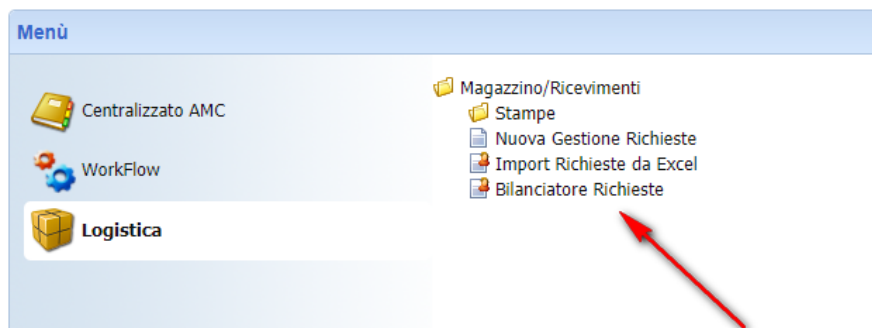 Menù
Centralizzato AMC
WorkFlow
Logistica
Magazzino/Ricevimenti
Stampe
Nuova Gestione Richieste
Import Richieste da Excel
Bilanciatore Richieste